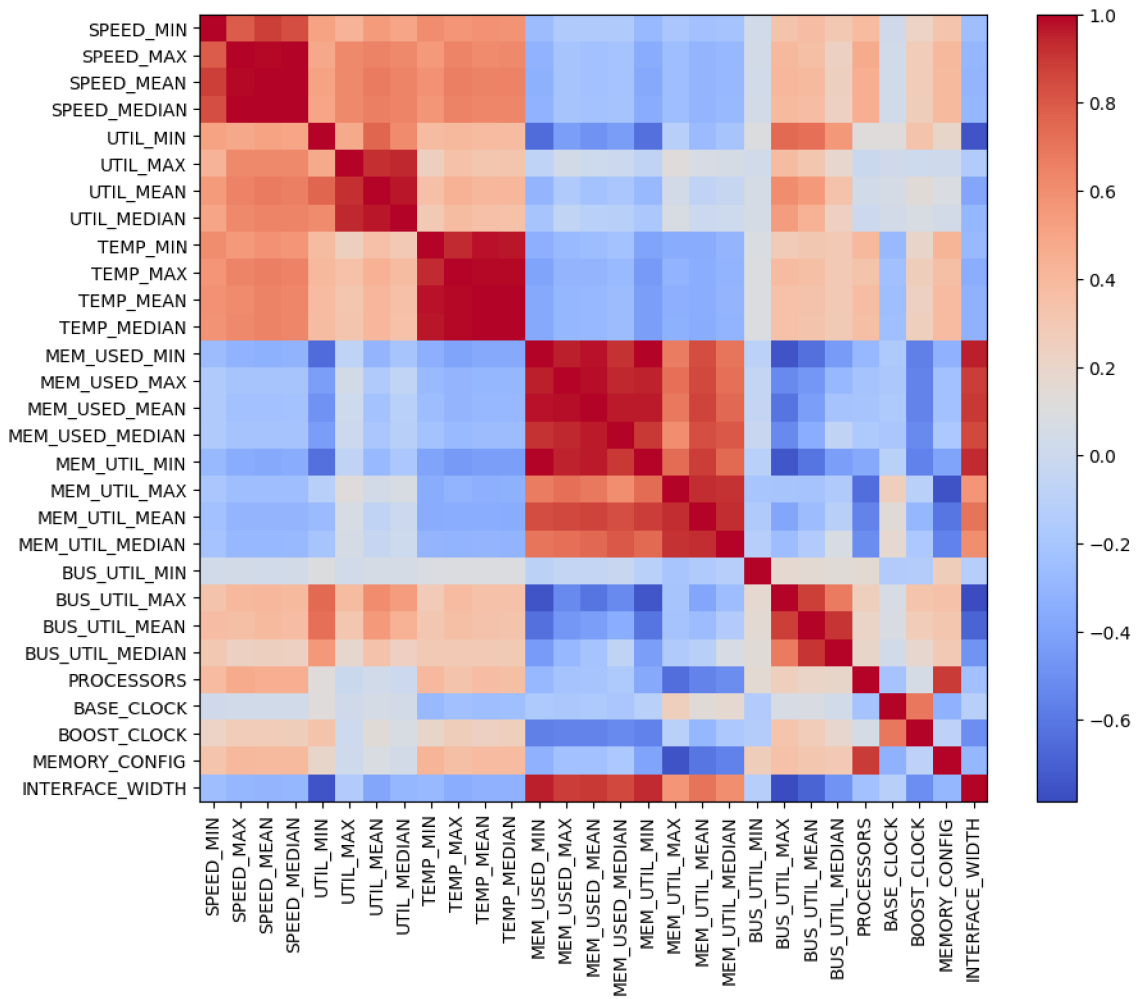 SPEED_MIN
SPEED_MAX
SPEED_MEAN
SPEED_MEDIAN
UTIL_MIN
UTIL_MAX
UTIL_MEAN
UTIL_MEDIAN
TEMP_MIN
TEMP_MAX
TEMP_MEAN
TEMP_MEDIAN
MEM_USED_MIN
MEM_USED_MAX
MEM_USED_MEAN
MEM_USED_MEDIAN
MEM_UTIL_MIN
MEM_UTIL_MAX
MEM_UTIL_MEAN
MEM_UTIL_MEDIAN
BUS_UTIL_MIN
BUS_UTIL_MAX
BUS_UTIL_MEAN
BUS_UTIL_MEDIAN
PROCESSORS
BASE_CLOCK
BOOST_CLOCK
MEMORY_CONFIG
INTERFACE_WIDTH
SPEED_MIN
SPEED_MAX
SPEED_MEAN
SPEED_MEDIAN
UTIL_MIN
UTIL_MAX
UTIL_MEAN
UTIL_MEDIAN
TEMP_MIN
TEMP_MAX
TEMP_MEAN
TEMP_MEDIAN
MEM_USED_MIN
MEM_USED_MAX
MEM_USED_MEAN
MEM_USED_MEDIAN
MEM_UTIL_MIN
MEM_UTIL_MAX
MEM_UTIL_MEAN
MEM_UTIL_MEDIAN
BUS_UTIL_MIN
BUS_UTIL_MAX
BUS_UTIL_MEAN
BUS_UTIL_MEDIAN
PROCESSORS
BASE_CLOCK
BOOST_CLOCK
MEMORY_CONFIG
INTERFACE_WIDTH
1.0
0.8
0.6
0.4
0.2
0.0
−0.2
−0.4
−0.6